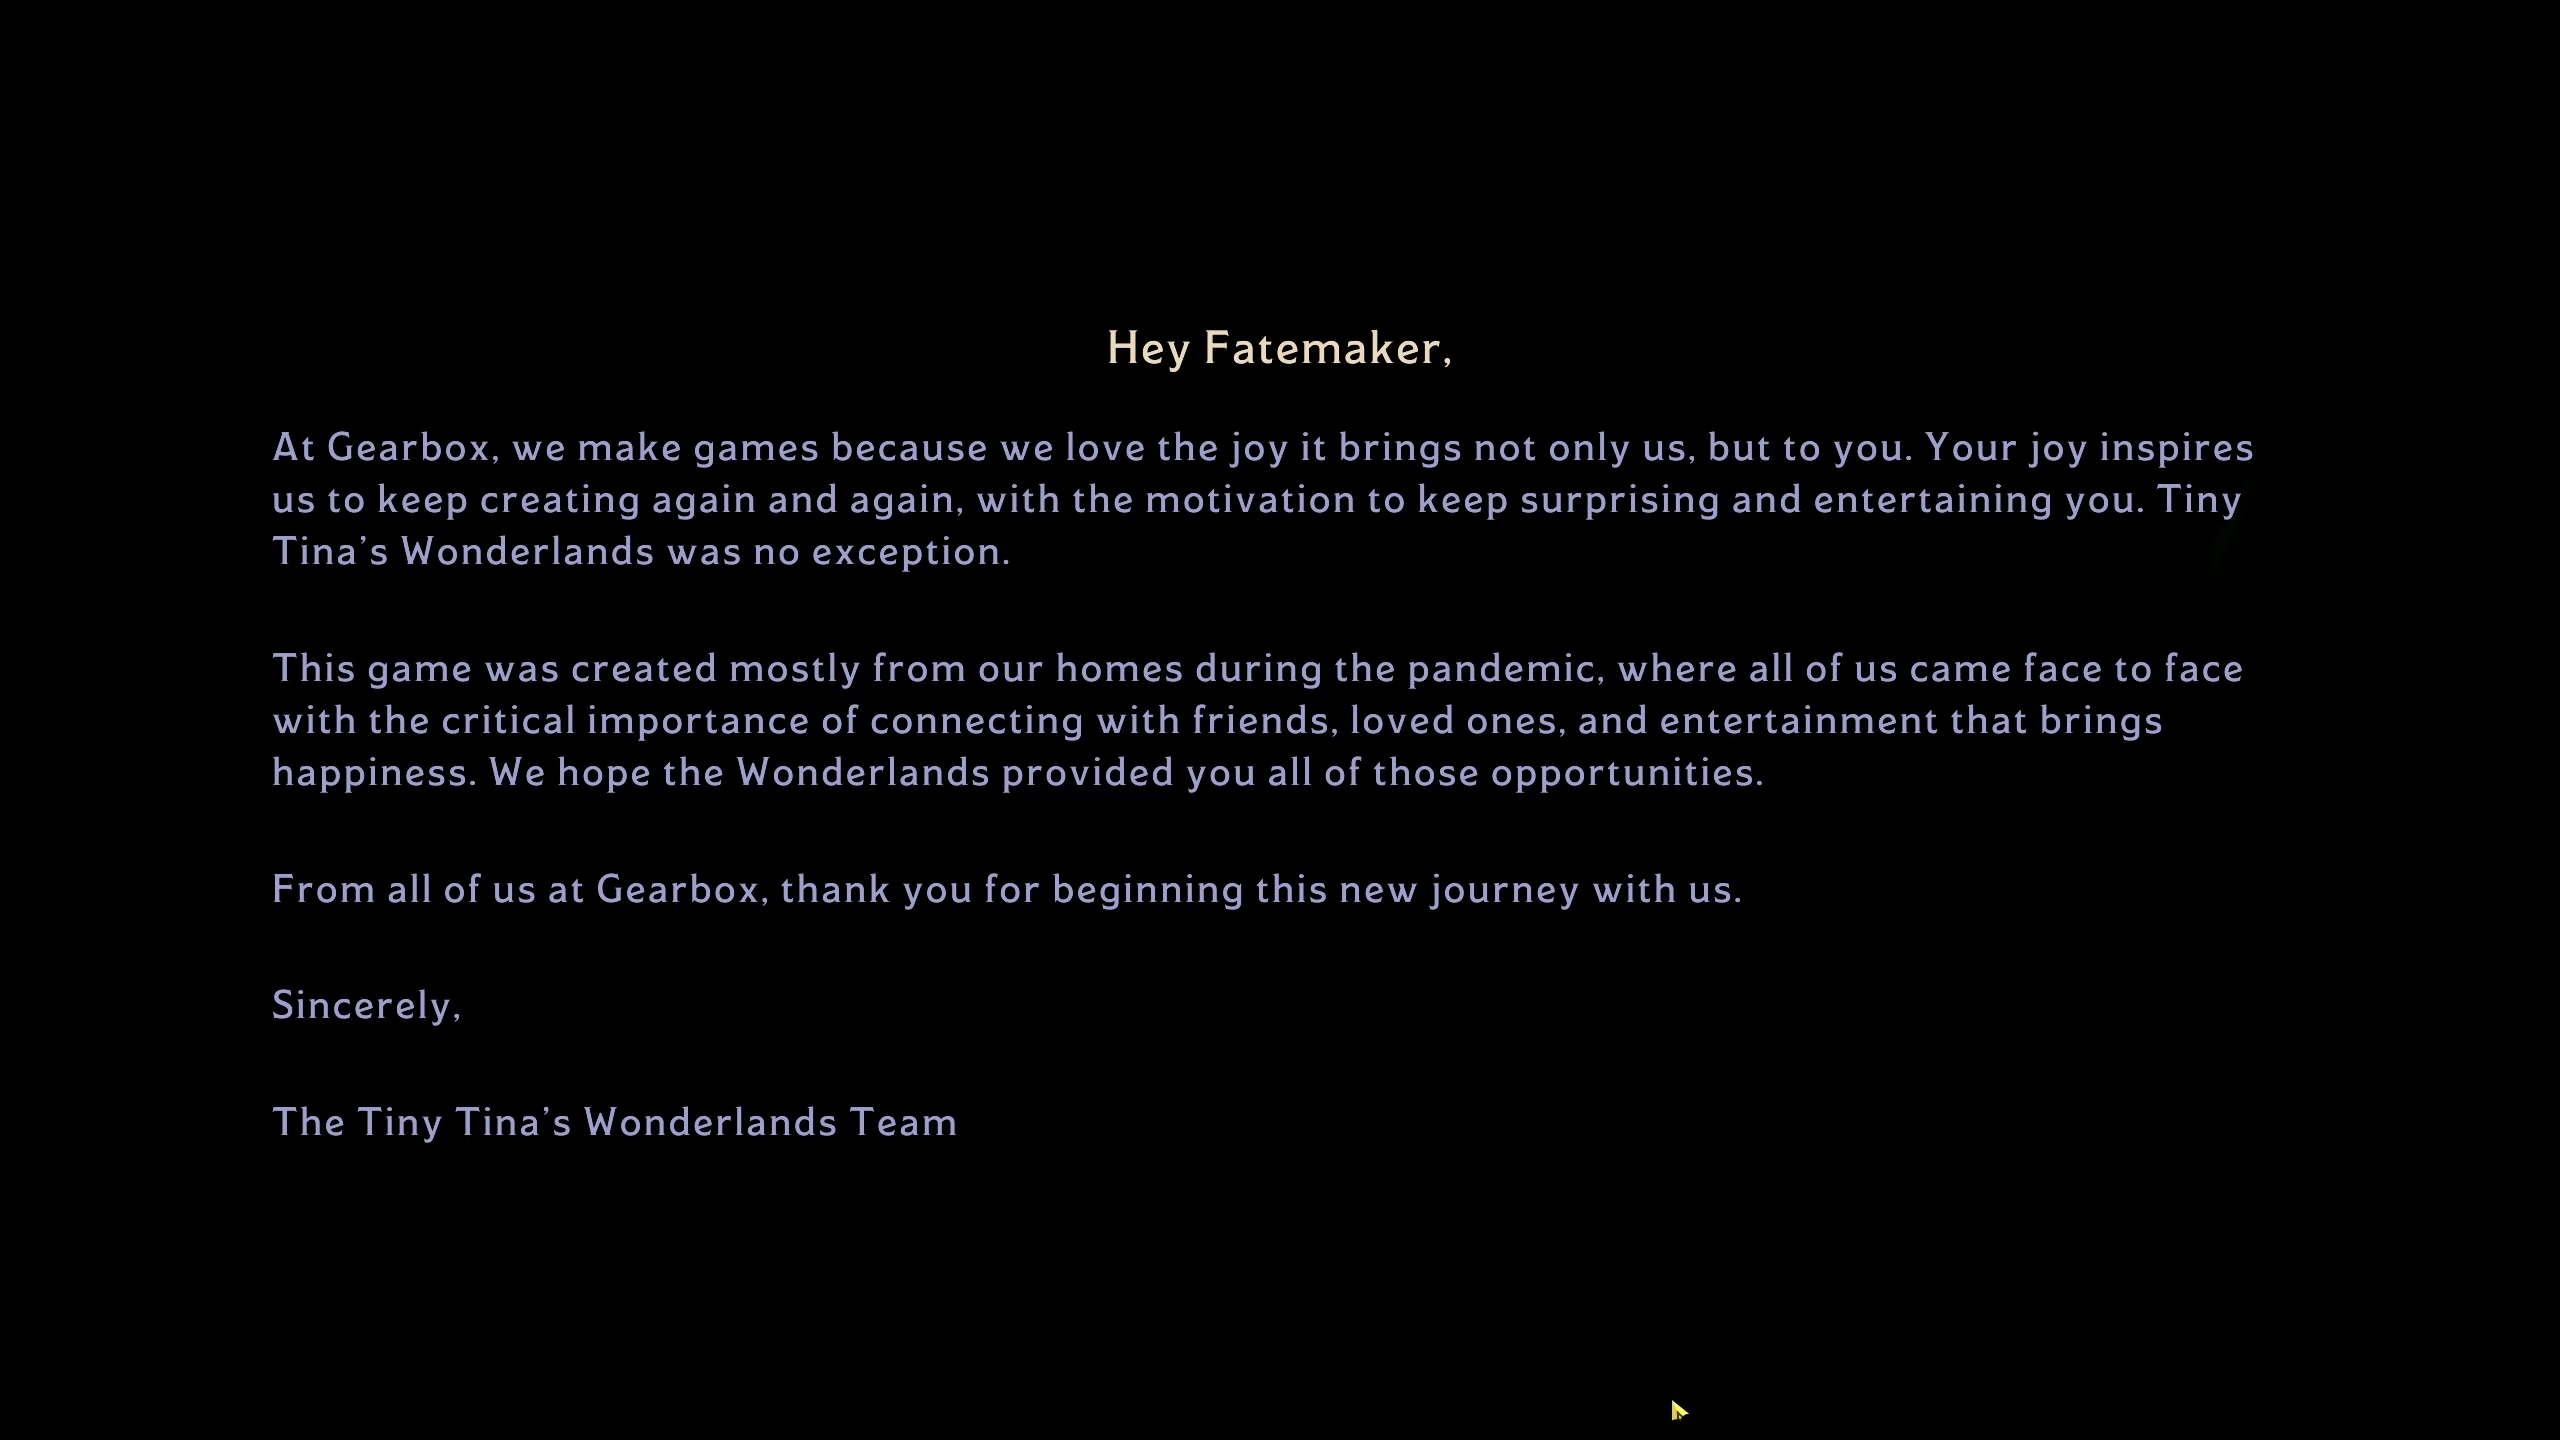 Hey Fatemaker,
At Gearbox, we make games because we love the joy it brings not only us, but to you. Your joy inspires
us to keep creating again and again, with the motivation to keep surprising and entertaining you. Tiny
Tina’s Wonderlands was no exception.
This game was created mostly from our homes during the pandemic, where all of us came face to face
with the critical importance of connecting with friends, loved ones, and entertainment that brings
happiness. We hope the Wonderlands provided you all of those opportunities.
From all of us at Gearbox, thank you for beginning this new journey with us.
Sincerely,
The Tiny Tina’s Wonderlands Team